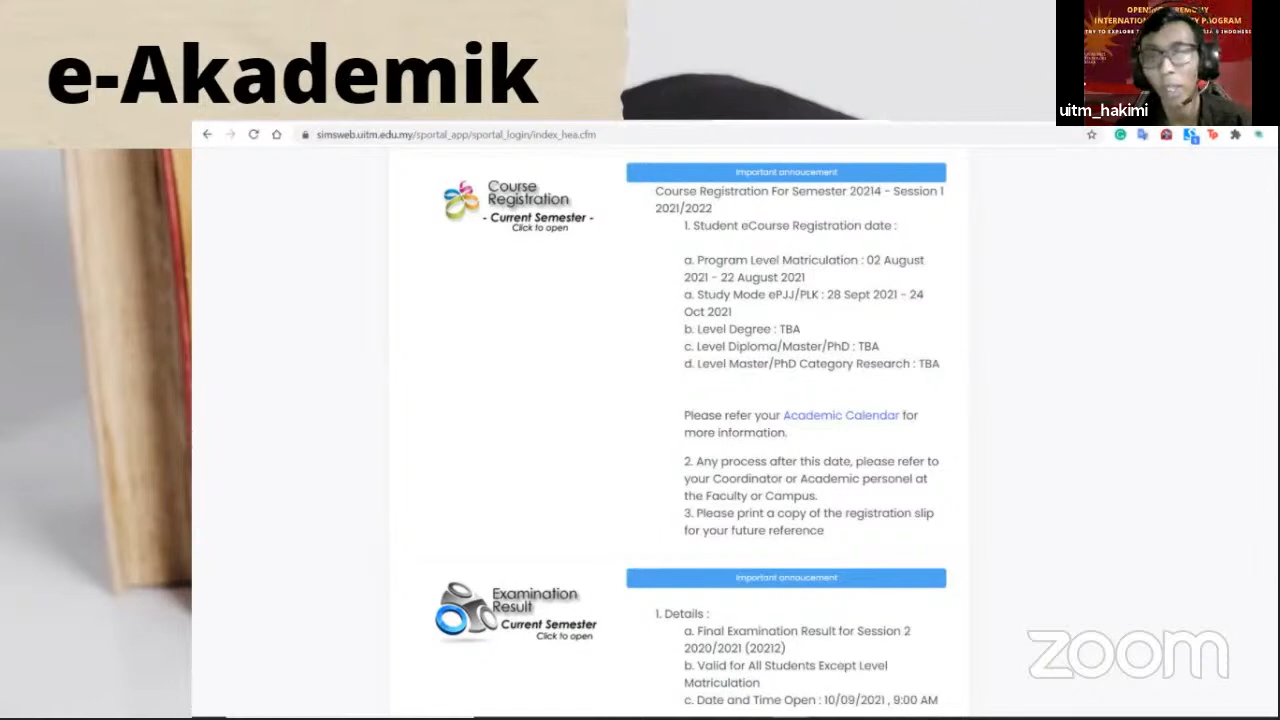 e-Akademik
OPENING CEREMONY
INTERNATIONAL
PROGRAM
uitm_hakimi
simsweb.uitm.edu.my/sportal_app/sportal_login/index_hea.cfm
Course
Registration
- Current Semester -
Click to open
Important annoucement
Course Registration For Semester 20214 - Session 1
2021/2022
1. Student eCourse Registration date :
a. Program Level Matriculation : 02 August
2021 - 22 August 2021
a. Study Mode ePJJ/PLK : 28 Sept 2021 - 24
Oct 2021
b. Level Degree : TBA
c. Level Diploma/Master/PhD : TBA
d. Level Master/PhD Category Research : TBA
Please refer your Academic Calendar for
more information.
2. Any process after this date, please refer to
your Coordinator or Academic personel at
the Faculty or Campus.
3. Please print a copy of the registration slip
for your future reference
Examination
Result
Current Semester
Click to open
Important annoucement
1. Details :
a. Final Examination Result for Session 2
2020/2021 (20212)
b. Valid for All Students Except Level
Matriculation
c. Date and Time Open : 10/09/2021 , 9:00 AM
zoom